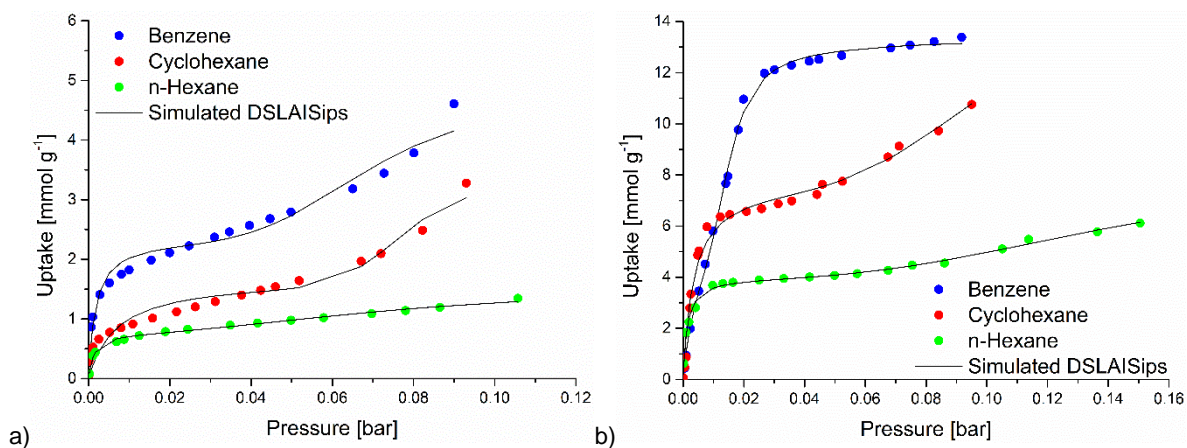 6
5
4
3
2
1
0
Uptake [mmol g⁻¹]
Benzene
Cyclohexane
n-Hexane
Simulated DSLAISips
0.00 0.02 0.04 0.06 0.08 0.10 0.12
Pressure [bar]
a)
16
14
12
10
8
6
4
2
0
Uptake [mmol g⁻¹]
Benzene
Cyclohexane
n-Hexane
Simulated DSLAISips
0.00 0.02 0.04 0.06 0.08 0.10 0.12 0.14 0.16
Pressure [bar]
b)